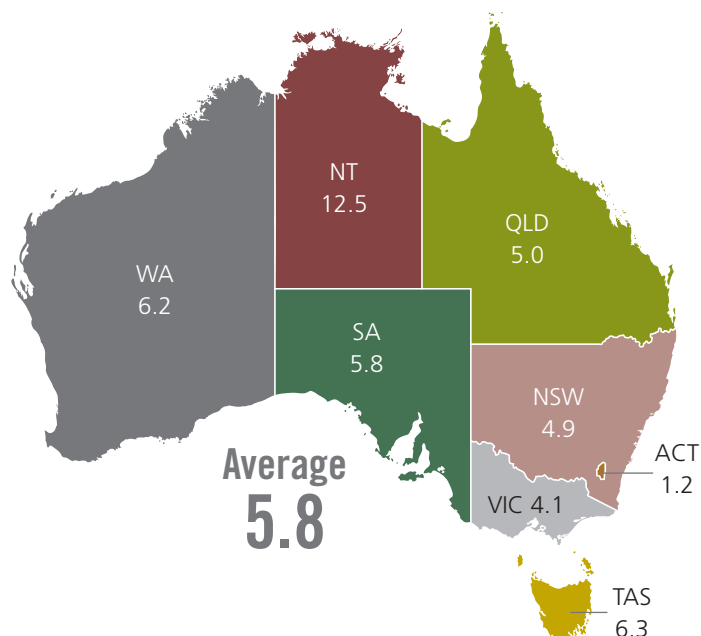 NT
12.5
QLD
5.0
WA
6.2
SA
5.8
NSW
4.9
ACT
1.2
Average
5.8
VIC 4.1
TAS
6.3